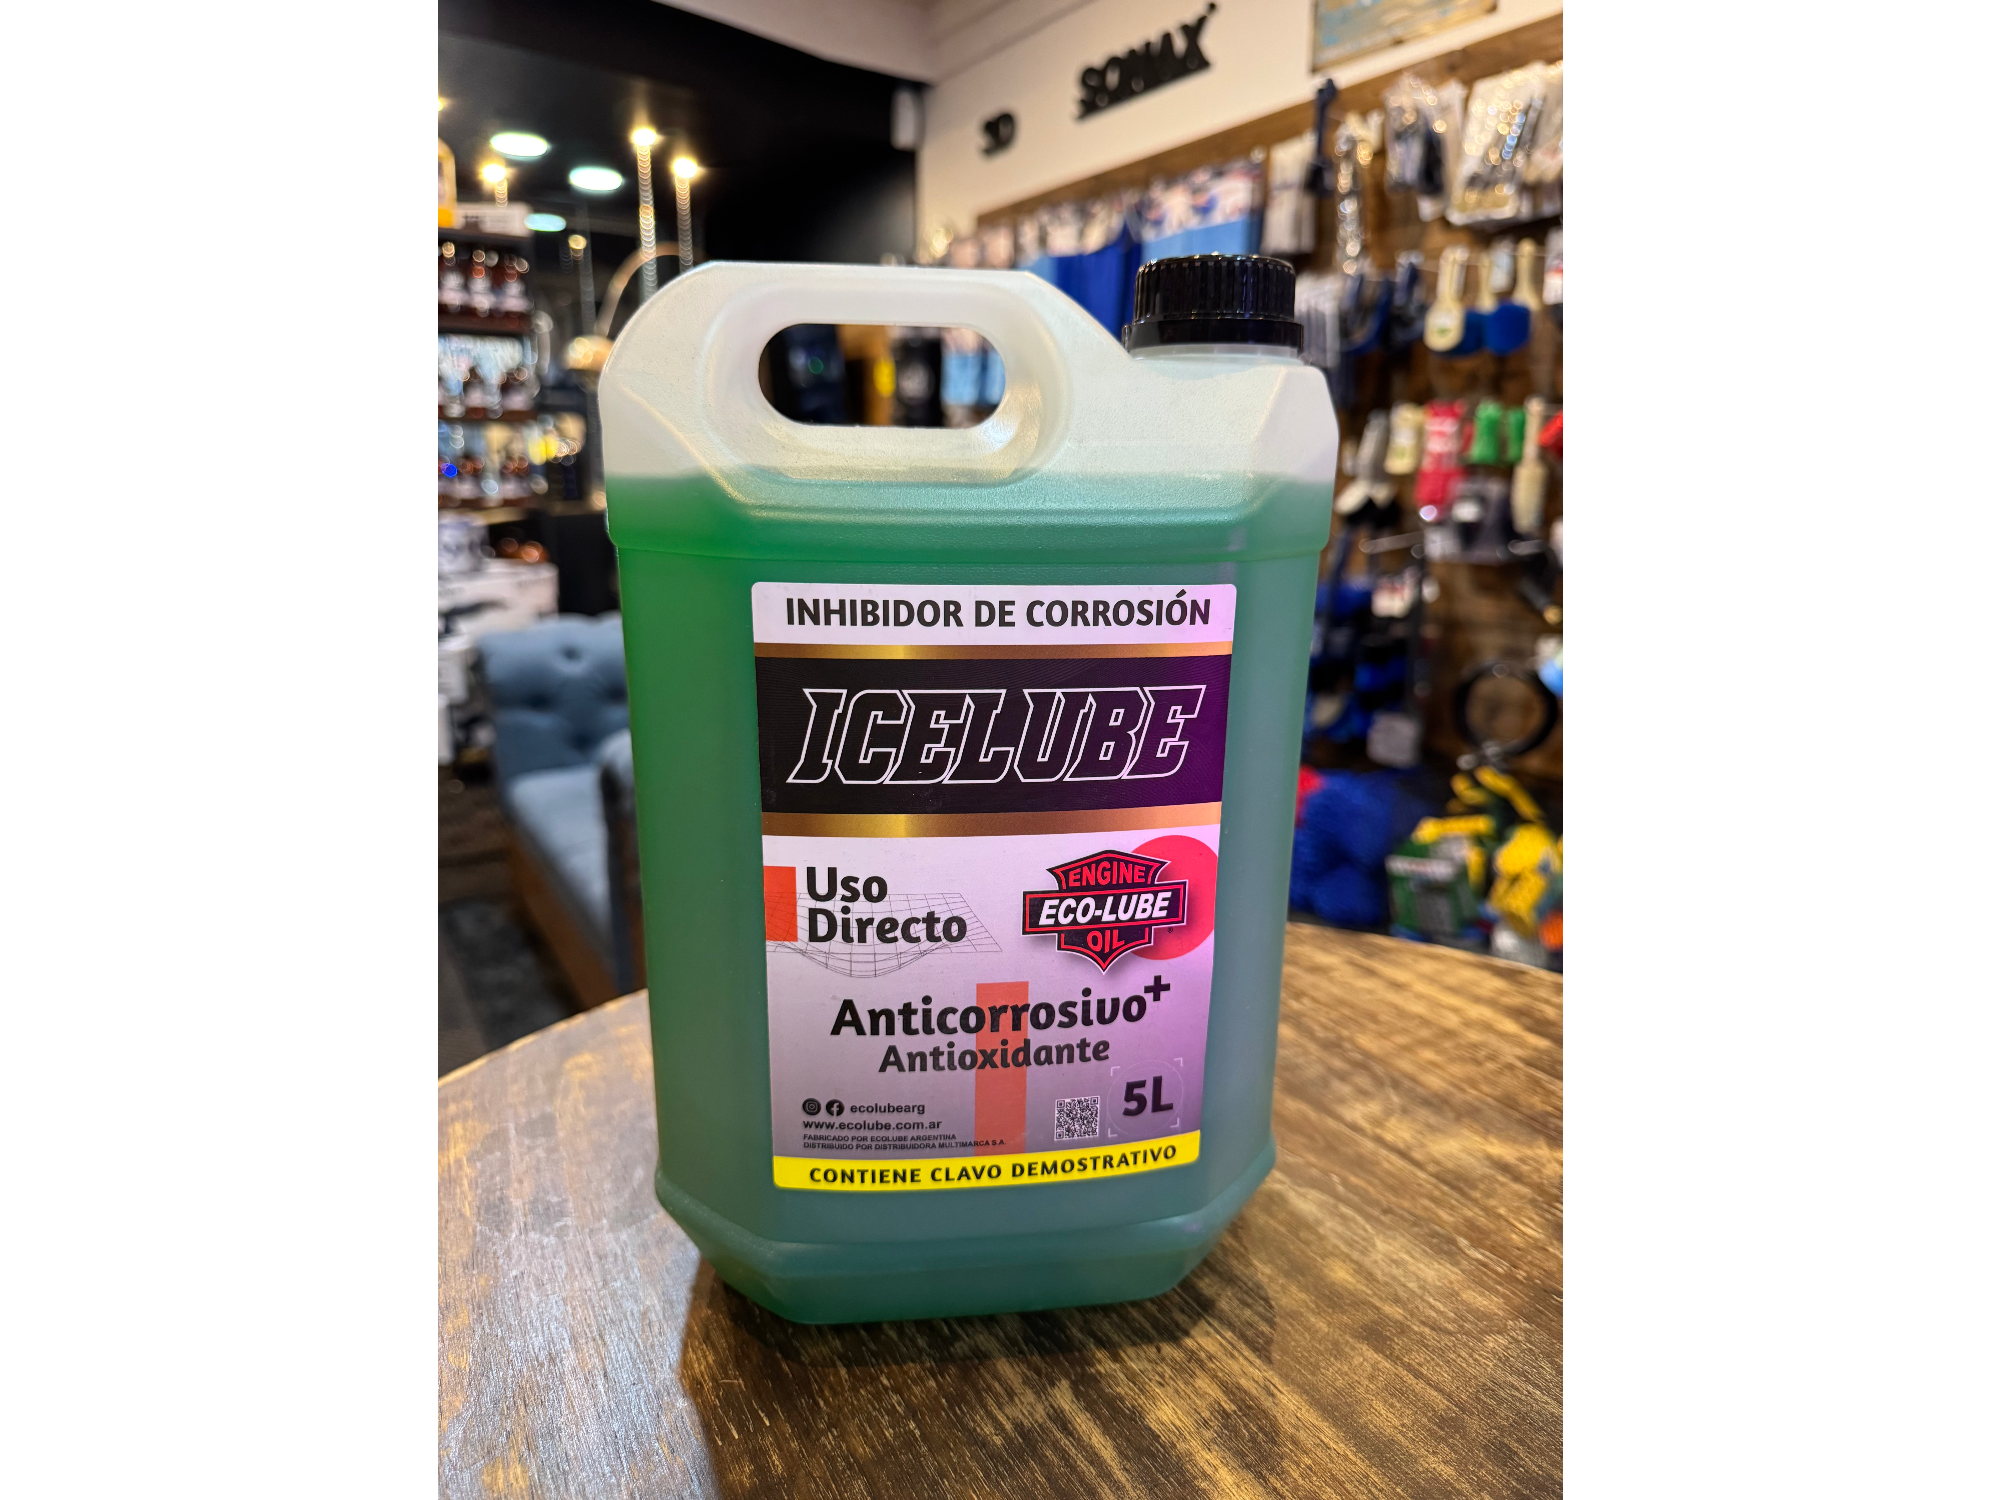 SONAX
3D
INHIBIDOR DE CORROSIÓN
ICELUBE
Uso
Directo
ENGINE
ECO-LUBE
OIL
®
Anticorrosivo+
Antioxidante
ecolubearg
www.ecolube.com.ar
FABRICADO POR ECOLUBE ARGENTINA
DISTRIBUIDO POR DISTRIBUIDORA MULTIMARCA S.A.
5L
CONTIENE CLAVO DEMOSTRATIVO